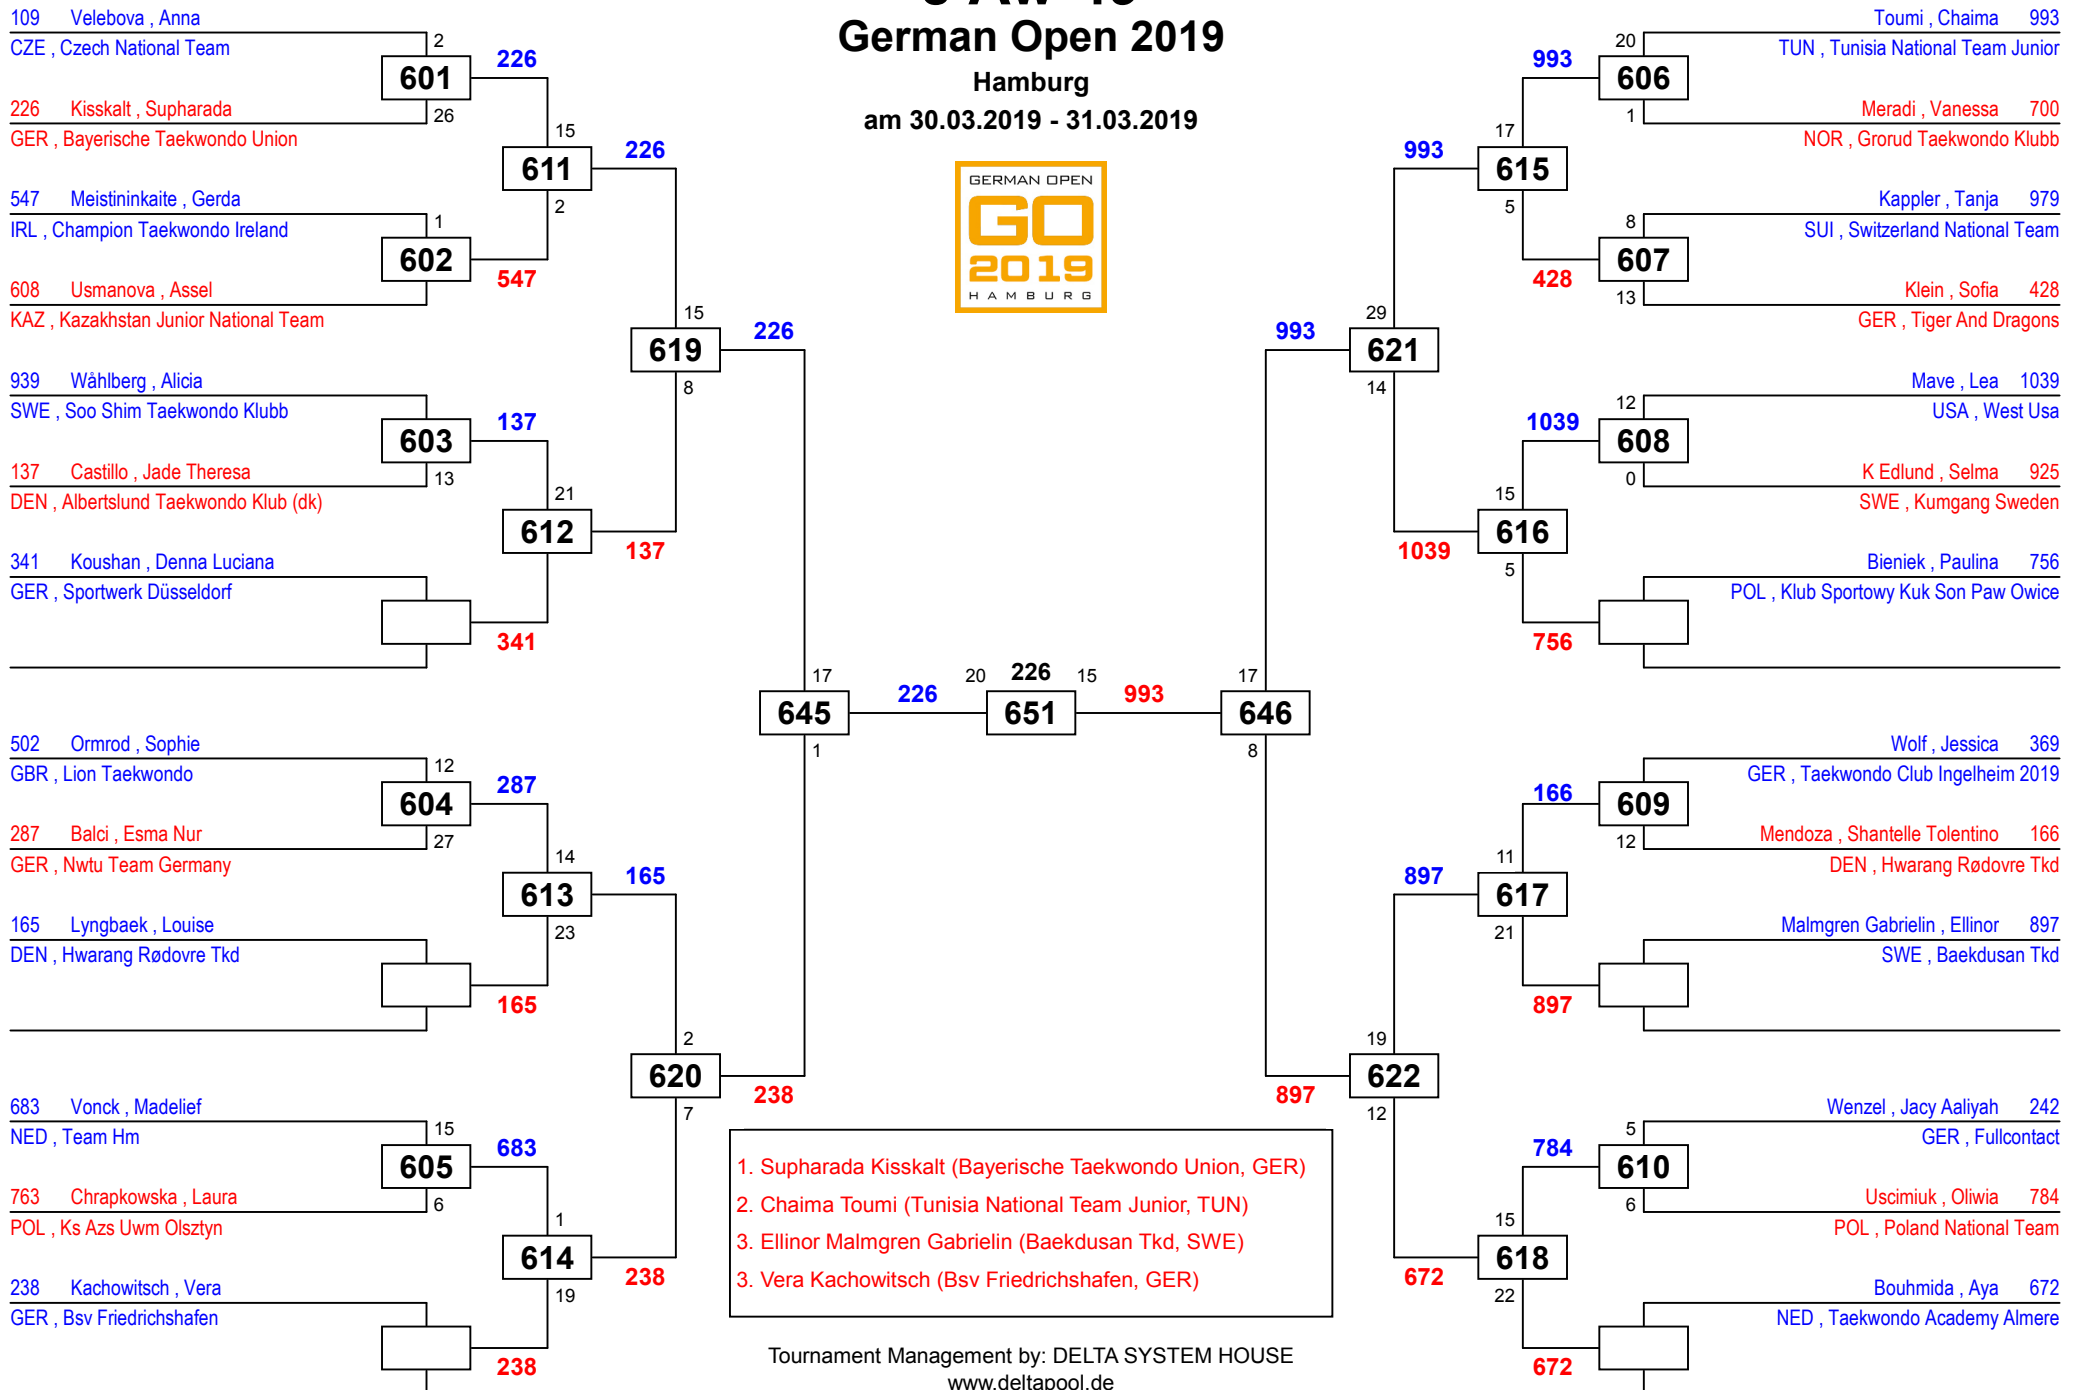 German Open 2019
Hamburg
am 30.03.2019 - 31.03.2019
GERMAN OPEN
GO
2019
HAMBURG
109 Velebova , Anna
CZE , Czech National Team
2
601
226
226 Kisskalt , Supharada
26
GER , Bayerische Taekwondo Union
15
611
226
547 Meistininkaite , Gerda
2
1
IRL , Champion Taekwondo Ireland
602
547
608 Usmanova , Assel
KAZ , Kazakhstan Junior National Team
15
619
226
8
939 Wåhlberg , Alicia
SWE , Soo Shim Taekwondo Klubb
603
137
137 Castillo , Jade Theresa
13
DEN , Albertslund Taekwondo Klub (dk)
21
612
137
341 Koushan , Denna Luciana
GER , Sportwerk Düsseldorf
341
17
645
226
1
502 Ormrod , Sophie
12
GBR , Lion Taekwondo
604
287
287 Balci , Esma Nur
27
GER , Nwtu Team Germany
14
613
165
23
165 Lyngbaek , Louise
DEN , Hwarang Rødovre Tkd
165
2
620
238
7
683 Vonck , Madelief
15
NED , Team Hm
605
683
763 Chrapkowska , Laura
6
POL , Ks Azs Uwm Olsztyn
1
614
238
19
238 Kachowitsch , Vera
GER , Bsv Friedrichshafen
238
20 226 15
651
993
Toumi , Chaima 993
20
TUN , Tunisia National Team Junior
993
606
Meradi , Vanessa 700
1
NOR , Grorud Taekwondo Klubb
17
993
615
5
Kappler , Tanja 979
8
SUI , Switzerland National Team
607
428
Klein , Sofia 428
13
GER , Tiger And Dragons
29
993
621
14
Mave , Lea 1039
12
USA , West Usa
1039
608
K Edlund , Selma 925
0
SWE , Kumgang Sweden
15
616
1039
5
Bieniek , Paulina 756
POL , Klub Sportowy Kuk Son Paw Owice
756
17
646
8
Wolf , Jessica 369
GER , Taekwondo Club Ingelheim 2019
166
609
Mendoza , Shantelle Tolentino 166
12
DEN , Hwarang Rødovre Tkd
11
897
617
21
Malmgren Gabrielin , Ellinor 897
SWE , Baekdusan Tkd
897
19
622
897
12
Wenzel , Jacy Aaliyah 242
5
GER , Fullcontact
784
610
Uscimiuk , Oliwia 784
6
POL , Poland National Team
15
618
672
22
Bouhmida , Aya 672
NED , Taekwondo Academy Almere
672
1. Supharada Kisskalt (Bayerische Taekwondo Union, GER)
2. Chaima Toumi (Tunisia National Team Junior, TUN)
3. Ellinor Malmgren Gabrielin (Baekdusan Tkd, SWE)
3. Vera Kachowitsch (Bsv Friedrichshafen, GER)
Tournament Management by: DELTA SYSTEM HOUSE
www.deltapool.de